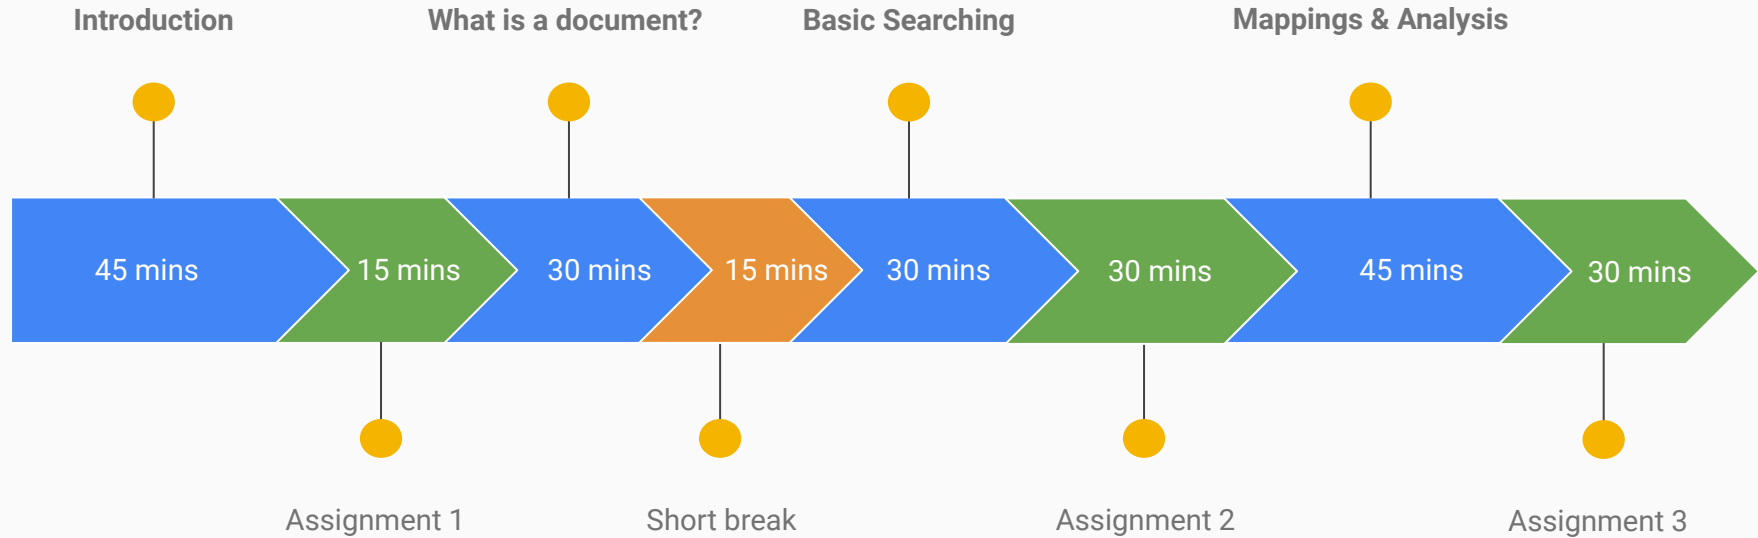 Introduction
What is a document?
Basic Searching
Mappings & Analysis
45 mins
15 mins
30 mins
15 mins
30 mins
30 mins
45 mins
30 mins
Assignment 1
Short break
Assignment 2
Assignment 3